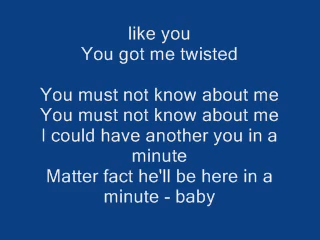 like you
You got me twisted

You must not know about me
You must not know about me
I could have another you in a
minute
Matter fact he'll be here in a
minute - baby